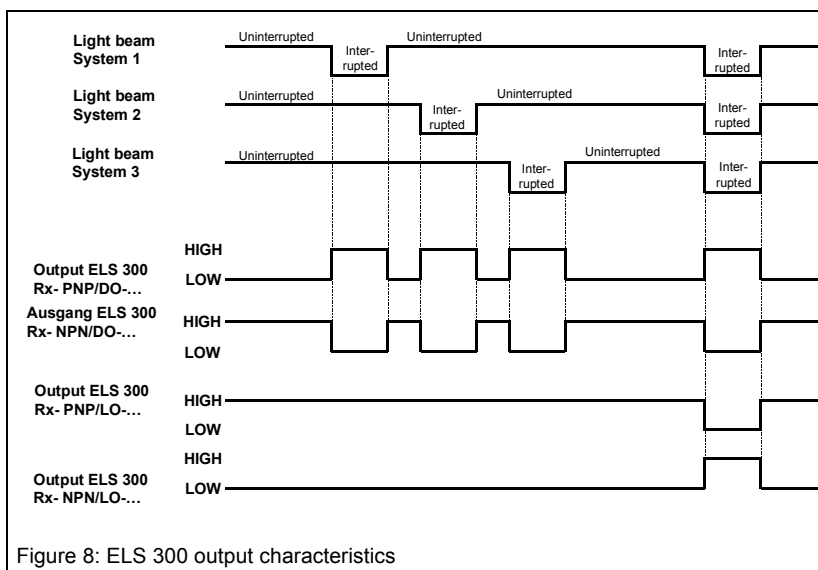 Light beam
System 1
Uninterrupted
Inter-
rupted
Uninterrupted
Inter-
rupted
Light beam
System 2
Uninterrupted
Inter-
rupted
Uninterrupted
Inter-
rupted
Light beam
System 3
Uninterrupted
Inter-
rupted
Uninterrupted
Inter-
rupted
Output ELS 300
Rx- PNP/DO-...
HIGH
LOW
Ausgang ELS 300
Rx- NPN/DO-...
HIGH
LOW
Output ELS 300
Rx- PNP/LO-...
HIGH
LOW
Output ELS 300
Rx- NPN/LO-...
HIGH
LOW
Figure 8: ELS 300 output characteristics